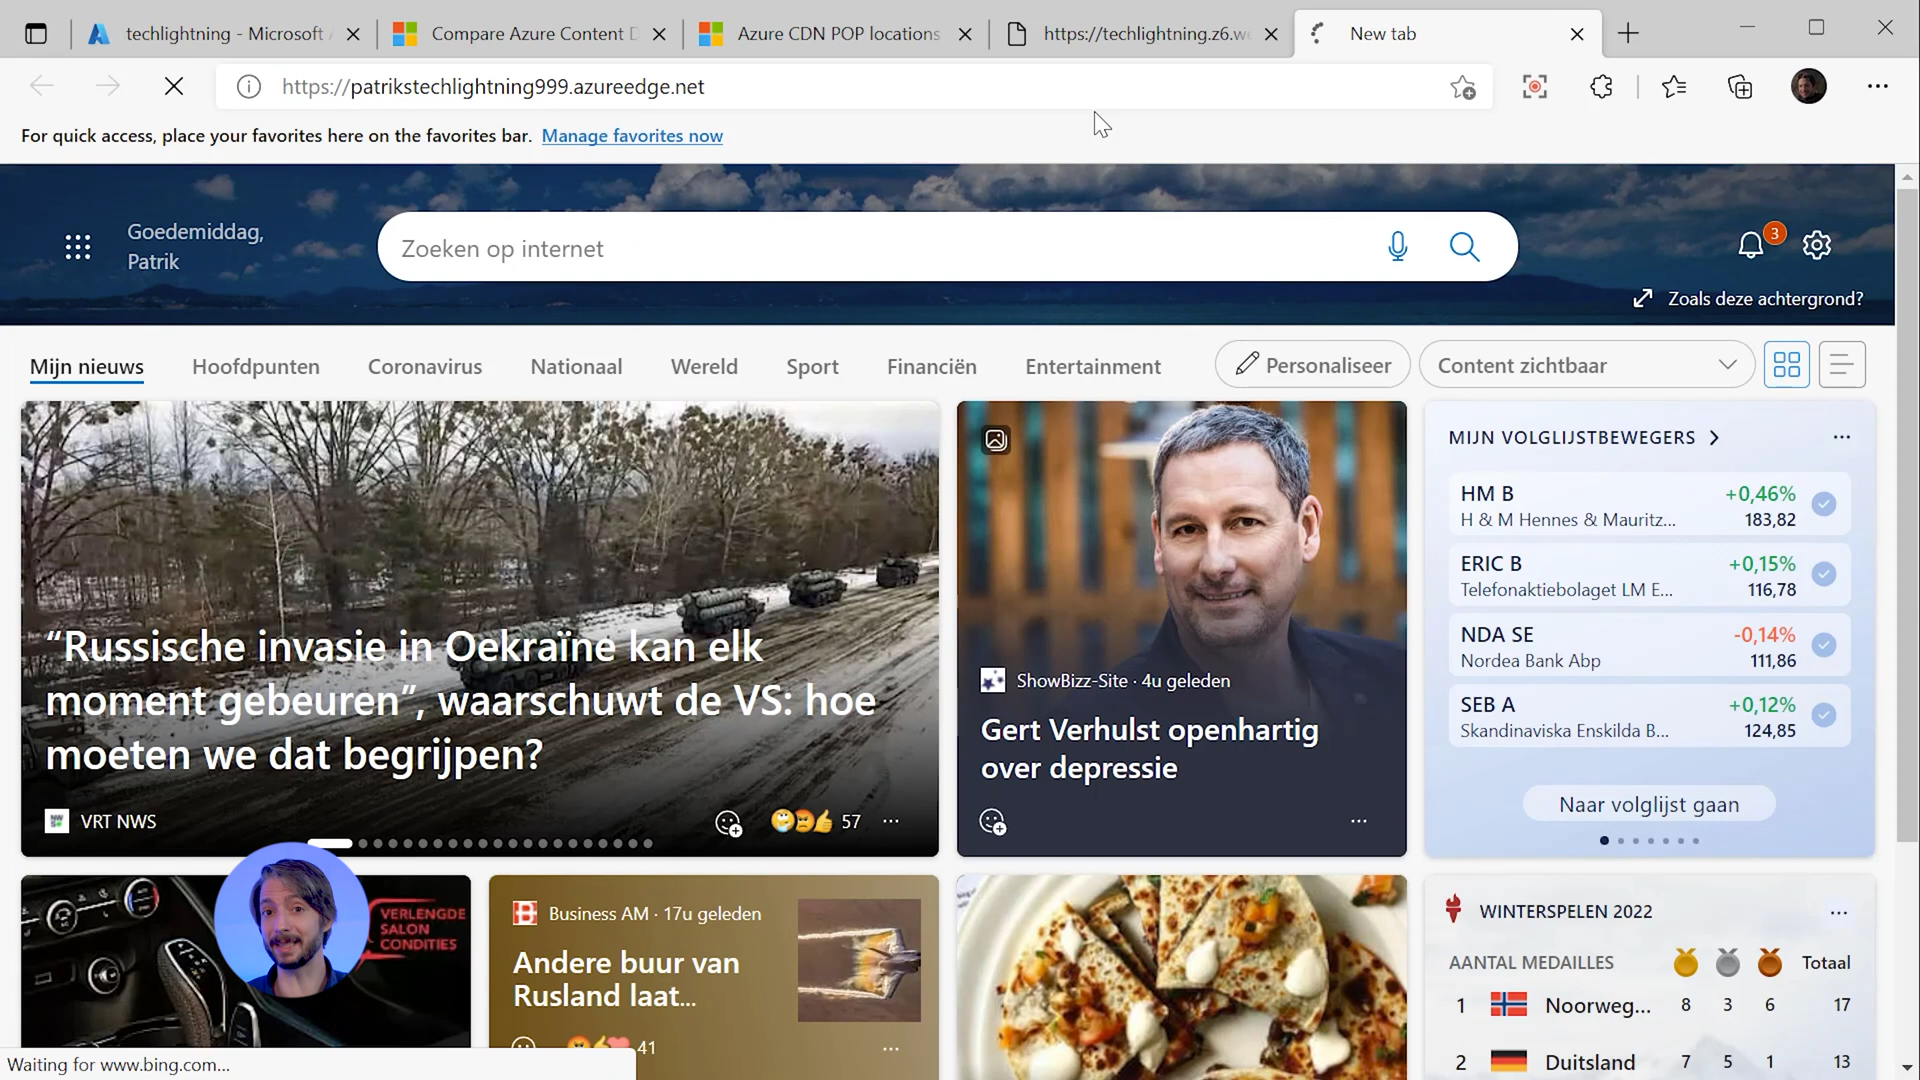 techlightning - Microsoft
Compare Azure Content D
Azure CDN POP locations
https://techlightning.z6.we
New tab
https://patrikstechlightning999.azureedge.net
For quick access, place your favorites here on the favorites bar. Manage favorites now
Goedemiddag,
Patrik
Zoeken op internet
3
Zoals deze achtergrond?
Mijn nieuws
Hoofdpunten
Coronavirus
Nationaal
Wereld
Sport
Financiën
Entertainment
Personaliseer
Content zichtbaar
“Russische invasie in Oekraïne kan elk
moment gebeuren”, waarschuwt de VS: hoe
moeten we dat begrijpen?
VRT NWS
57
ShowBizz-Site · 4u geleden
Gert Verhulst openhartig
over depressie
MIJN VOLGLIJSTBEWEGERS
HM B +0,46%
H & M Hennes & Mauritz... 183,82
ERIC B +0,15%
Telefonaktiebolaget LM E... 116,78
NDA SE -0,14%
Nordea Bank Abp 111,86
SEB A +0,12%
Skandinaviska Enskilda B... 124,85
Naar volglijst gaan
VERLENGDE
SALON
CONDITIES
Business AM · 17u geleden
Andere buur van
Rusland laat...
41
WINTERSPELEN 2022
AANTAL MEDAILLES Totaal
1 Noorweg... 8 3 6 17
2 Duitsland 7 5 1 13
Waiting for www.bing.com...